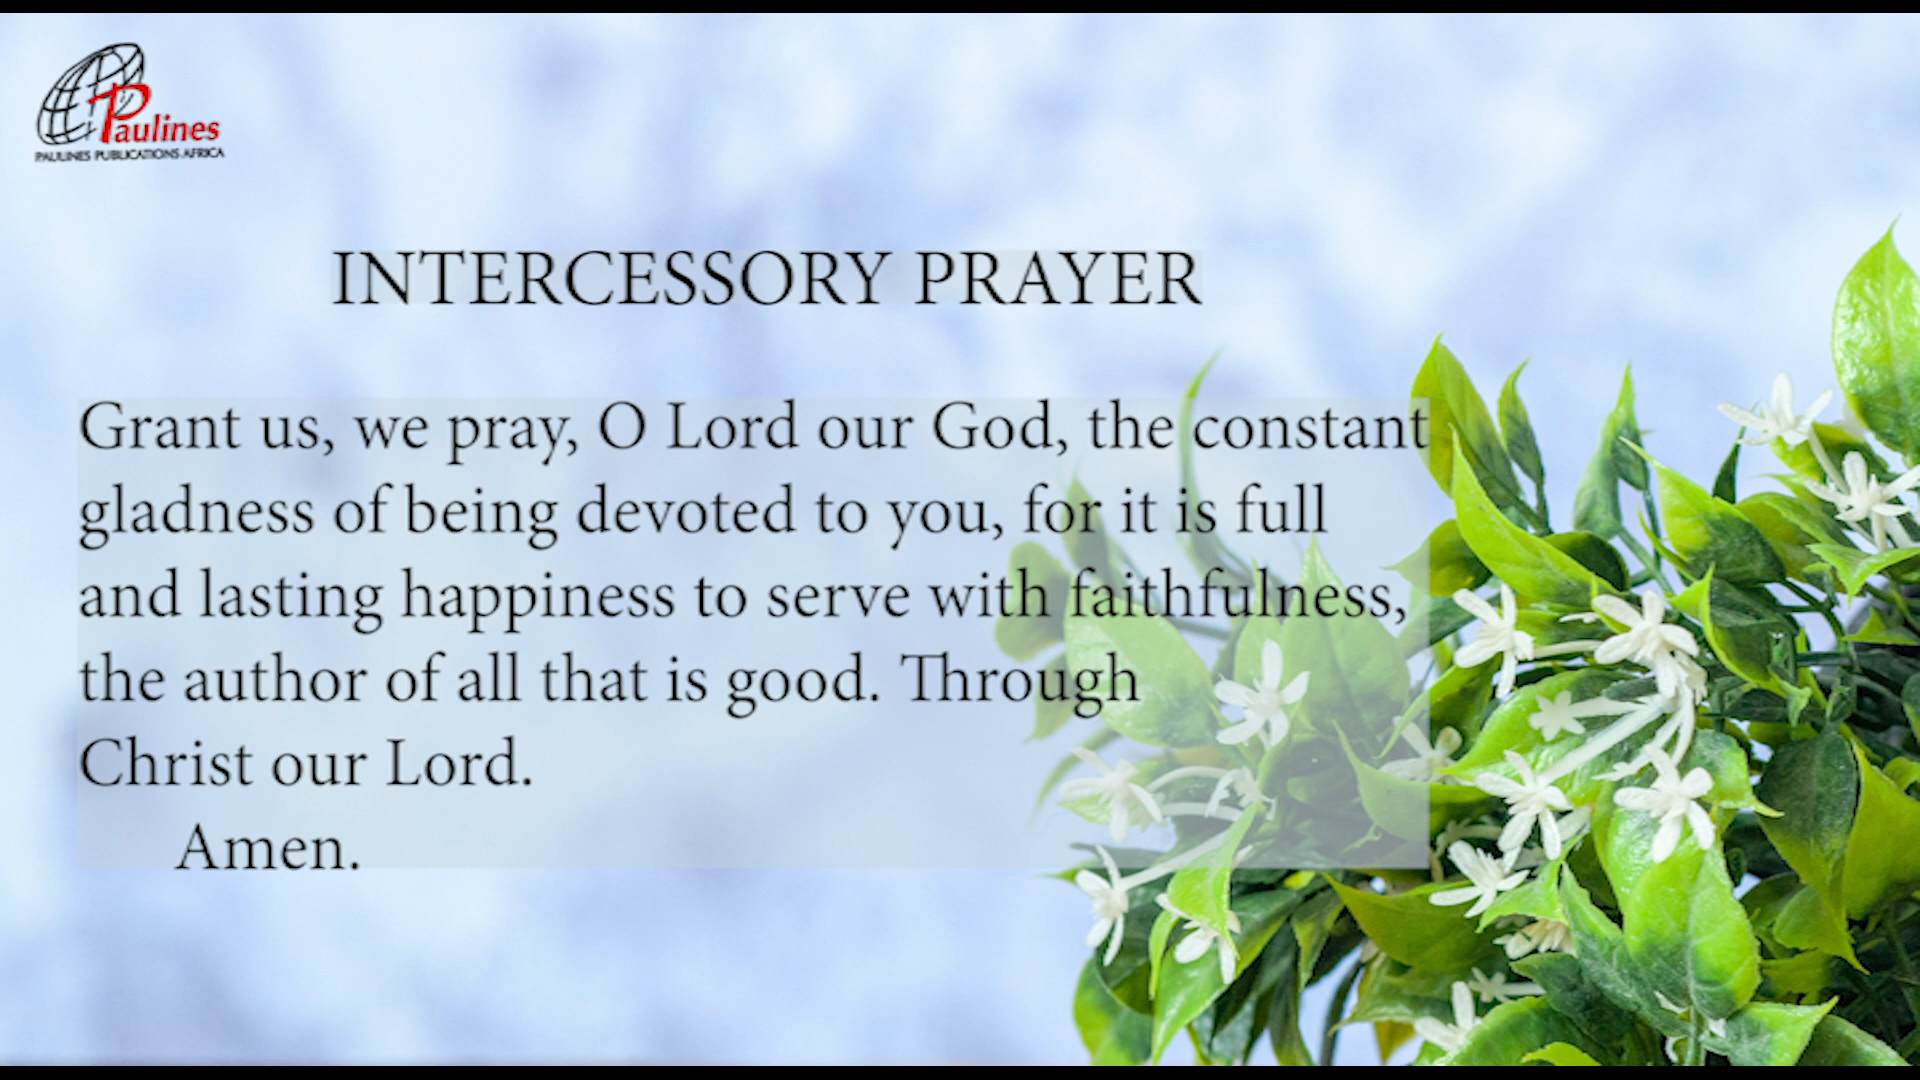 Paulines
PAULINES PUBLICATIONS AFRICA
INTERCESSORY PRAYER
Grant us, we pray, O Lord our God, the constant
gladness of being devoted to you, for it is full
and lasting happiness to serve with faithfulness,
the author of all that is good. Through
Christ our Lord.
Amen.